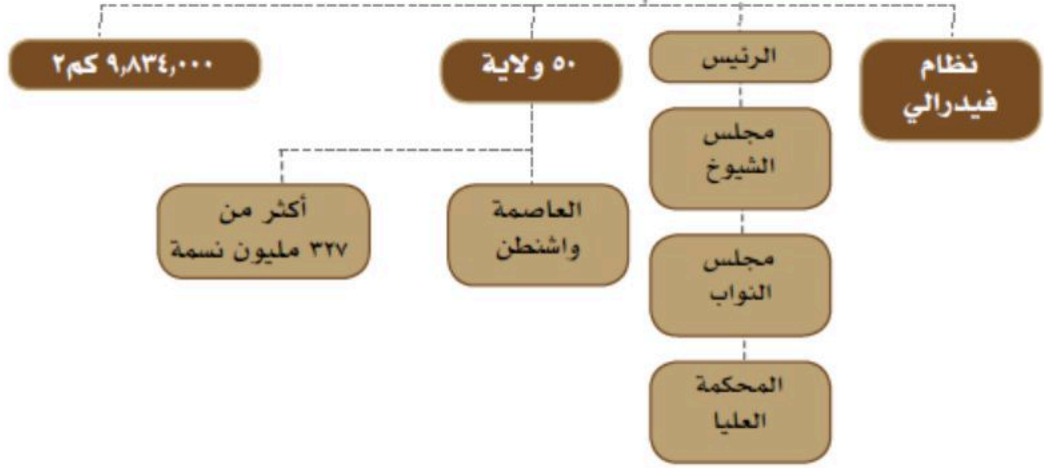 نظام
فيدرالي
الرئيس
مجلس
الشيوخ
مجلس
النواب
المحكمة
العليا
٥٠ ولاية
العاصمة
واشنطن
أكثر من
٣٢٧ مليون نسمة
٩,٨٣٤,٠٠٠ كم٢